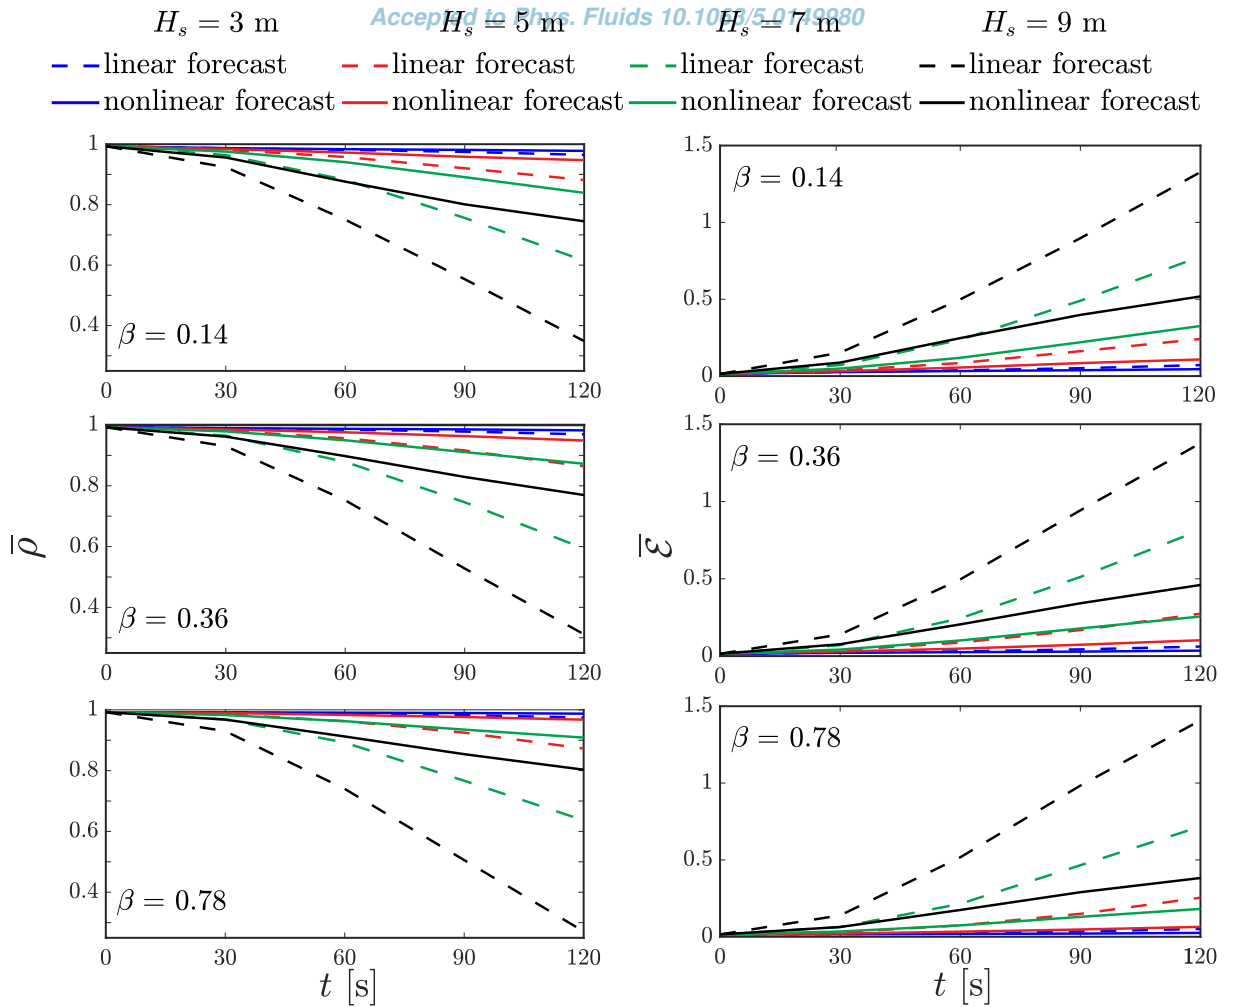 Accepted to Phys. Fluids 10.1063/5.0149980
H_s = 3 m H_s = 5 m H_s = 7 m H_s = 9 m
linear forecast linear forecast linear forecast linear forecast
nonlinear forecast nonlinear forecast nonlinear forecast nonlinear forecast
1 0.8 0.6 0.4
β = 0.14
0 30 60 90 120
1.5 1 0.5 0
β = 0.14
0 30 60 90 120
1 0.8 0.6 0.4
β = 0.36
0 30 60 90 120
ρ̅
1.5 1 0.5 0
β = 0.36
0 30 60 90 120
ℰ̅
1 0.8 0.6 0.4
β = 0.78
0 30 60 90 120
t [s]
1.5 1 0.5 0
β = 0.78
0 30 60 90 120
t [s]